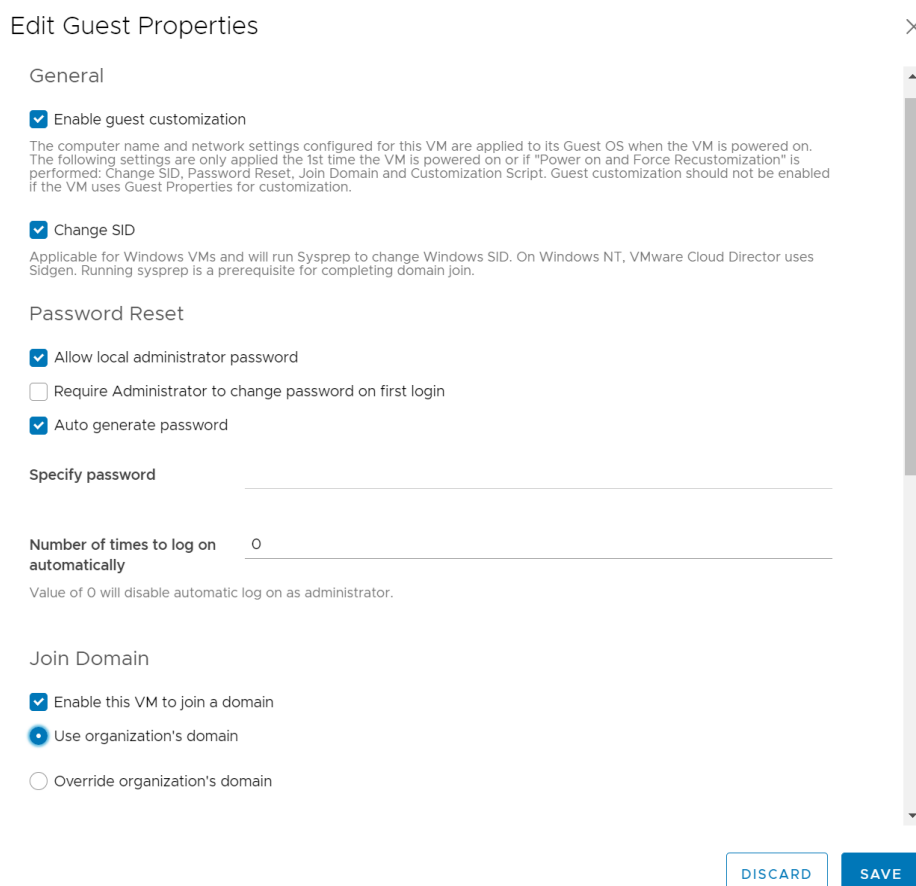 Edit Guest Properties
General
Enable guest customization
The computer name and network settings configured for this VM are applied to its Guest OS when the VM is powered on.
The following settings are only applied the 1st time the VM is powered on or if "Power on and Force Recustomization" is
performed: Change SID, Password Reset, Join Domain and Customization Script. Guest customization should not be enabled
if the VM uses Guest Properties for customization.
Change SID
Applicable for Windows VMs and will run Sysprep to change Windows SID. On Windows NT, VMware Cloud Director uses
Sidgen. Running sysprep is a prerequisite for completing domain join.
Password Reset
Allow local administrator password
Require Administrator to change password on first login
Auto generate password
Specify password
Number of times to log on
automatically
0
Value of 0 will disable automatic log on as administrator.
Join Domain
Enable this VM to join a domain
Use organization's domain
Override organization's domain
DISCARD
SAVE